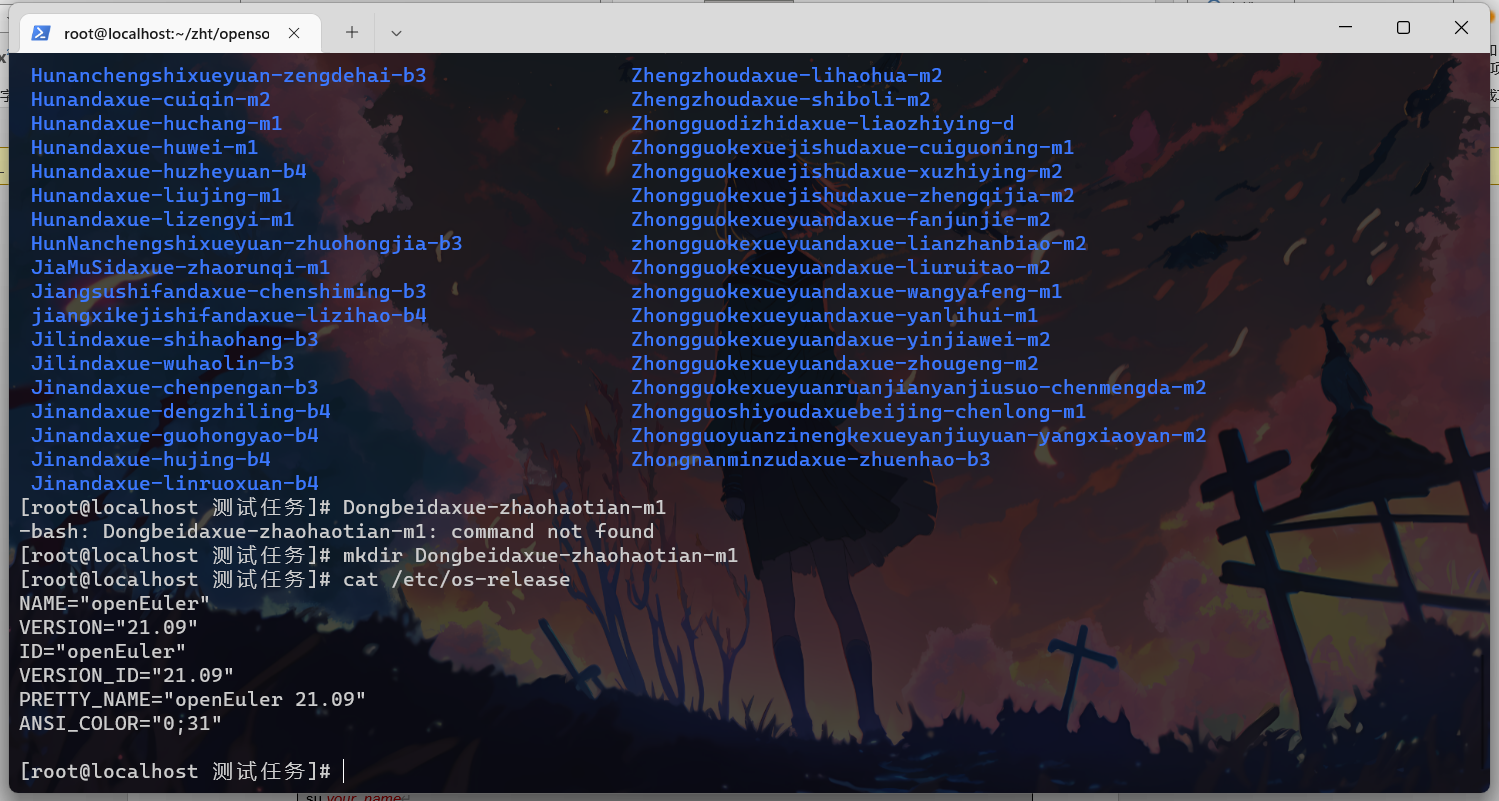 root@localhost:~/zht/openso
Hunanchengshixueyuan-zengdehai-b3
Hunandaxue-cuiqin-m2
Hunandaxue-huchang-m1
Hunandaxue-huwei-m1
Hunandaxue-huzheyuan-b4
Hunandaxue-liujing-m1
Hunandaxue-lizengyi-m1
HunNanchengshixueyuan-zhuohongjia-b3
JiaMuSidaxue-zhaorunqi-m1
Jiangsushifandaxue-chenshiming-b3
jiangxikejishifandaxue-lizihao-b4
Jilindaxue-shihaohang-b3
Jilindaxue-wuhaolin-b3
Jinandaxue-chenpengan-b3
Jinandaxue-dengzhiling-b4
Jinandaxue-guohongyao-b4
Jinandaxue-hujing-b4
Jinandaxue-linruoxuan-b4
Zhengzhoudaxue-lihaohua-m2
Zhengzhoudaxue-shiboli-m2
Zhongguodizhidaxue-liaozhiying-d
Zhongguokexuejishudaxue-cuiguoning-m1
Zhongguokexuejishudaxue-xuzhiying-m2
Zhongguokexuejishudaxue-zhengqijia-m2
Zhongguokexueyuandaxue-fanjunjie-m2
zhongguokexueyuandaxue-lianzhanbiao-m2
Zhongguokexueyuandaxue-liuruitao-m2
zhongguokexueyuandaxue-wangyafeng-m1
Zhongguokexueyuandaxue-yanlihui-m1
Zhongguokexueyuandaxue-yinjiawei-m2
Zhongguokexueyuandaxue-zhougeng-m2
Zhongguokexueyuanruanjianyanjiusuo-chenmengda-m2
Zhongguoshiyoudaxuebeijing-chenlong-m1
Zhongguoyuanzinengkexueyanjiuyuan-yangxiaoyan-m2
Zhongnanminzudaxue-zhuenhao-b3
[root@localhost 测试任务]# Dongbeidaxue-zhaohaotian-m1
-bash: Dongbeidaxue-zhaohaotian-m1: command not found
[root@localhost 测试任务]# mkdir Dongbeidaxue-zhaohaotian-m1
[root@localhost 测试任务]# cat /etc/os-release
NAME="openEuler"
VERSION="21.09"
ID="openEuler"
VERSION_ID="21.09"
PRETTY_NAME="openEuler 21.09"
ANSI_COLOR="0;31"
[root@localhost 测试任务]#
su your_name